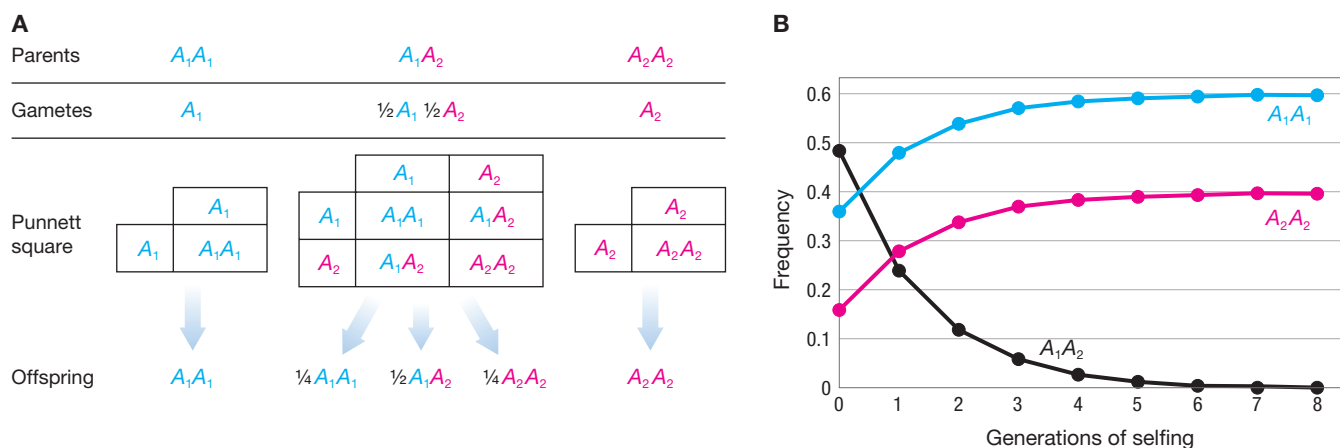 A
Parents A₁A₁ A₁A₂ A₂A₂
Gametes A₁ ½A₁ ½A₂ A₂
Punnett square
A₁
A₁ A₁A₁
A₁ A₂
A₁ A₁A₁ A₁A₂
A₂ A₁A₂ A₂A₂
A₂
A₂ A₂A₂
Offspring A₁A₁ ¼A₁A₁ ½A₁A₂ ¼A₂A₂ A₂A₂
B
Frequency
0.6
0.5
0.4
0.3
0.2
0.1
0
A₁A₁
A₂A₂
A₁A₂
0 1 2 3 4 5 6 7 8
Generations of selfing